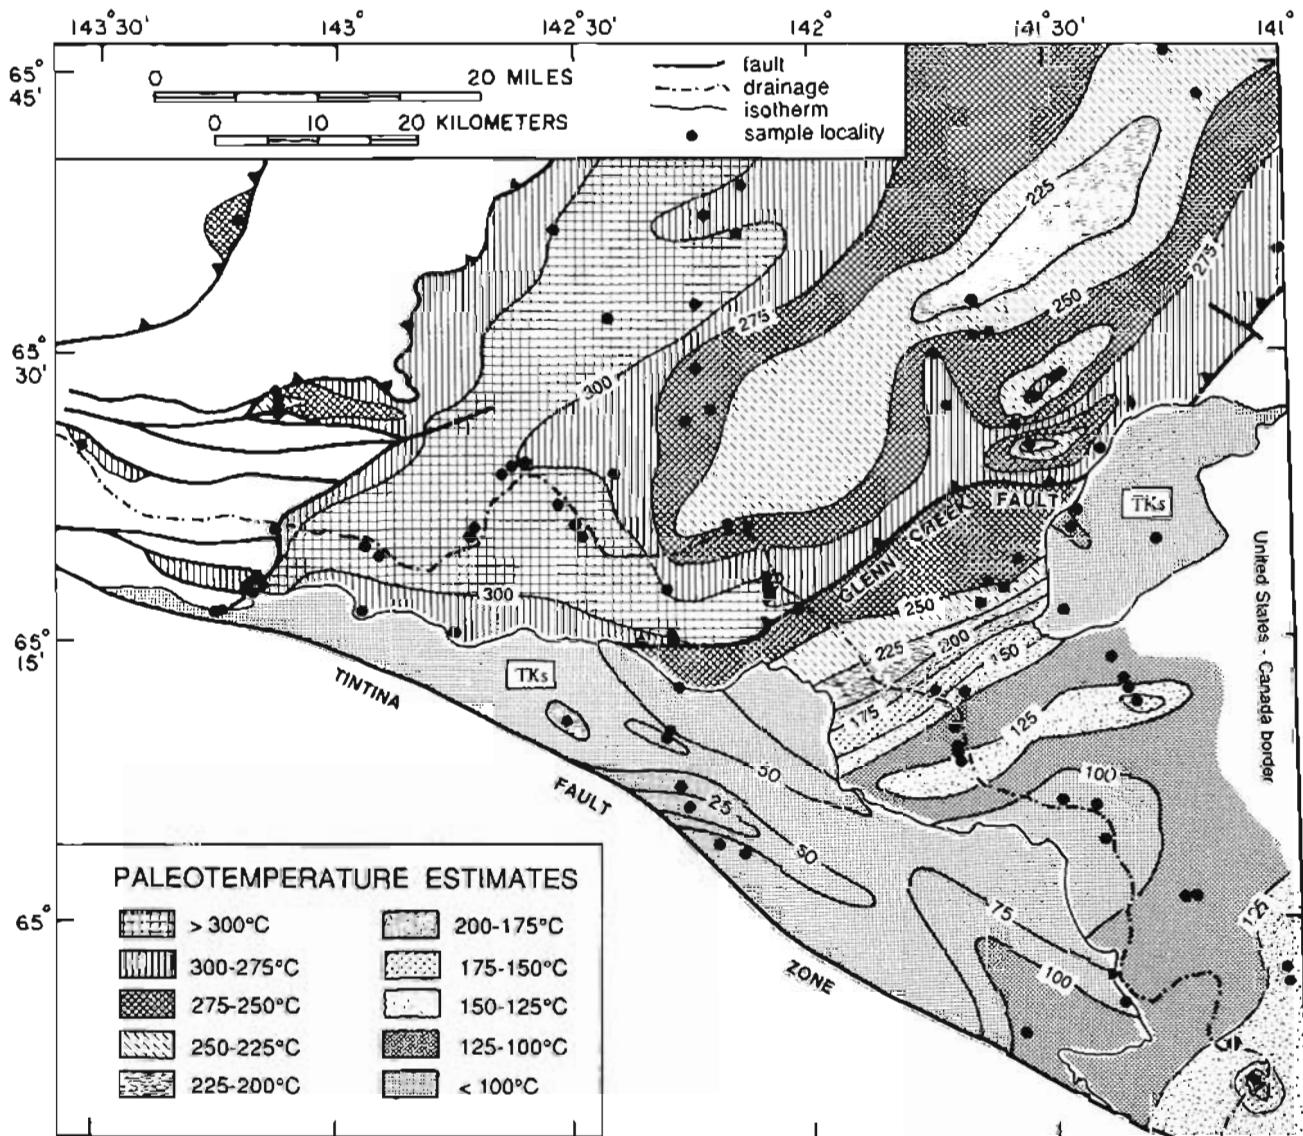 143° 30'
143°
142° 30'
142°
141° 30'
141°
65° 45'
0 20 MILES
0 10 20 KILOMETERS
fault
drainage
isotherm
sample locality
225
275
250
275
65° 30'
300
TKs
FAULT
CREEK
GLENN
300
250
225
200
150
175
65° 15'
TKs
TINTINA
FAULT
ZONE
125
100
50
25
50
75
100
125
United States - Canada border
65°
PALEOTEMPERATURE ESTIMATES
> 300°C
300-275°C
275-250°C
250-225°C
225-200°C
200-175°C
175-150°C
150-125°C
125-100°C
< 100°C